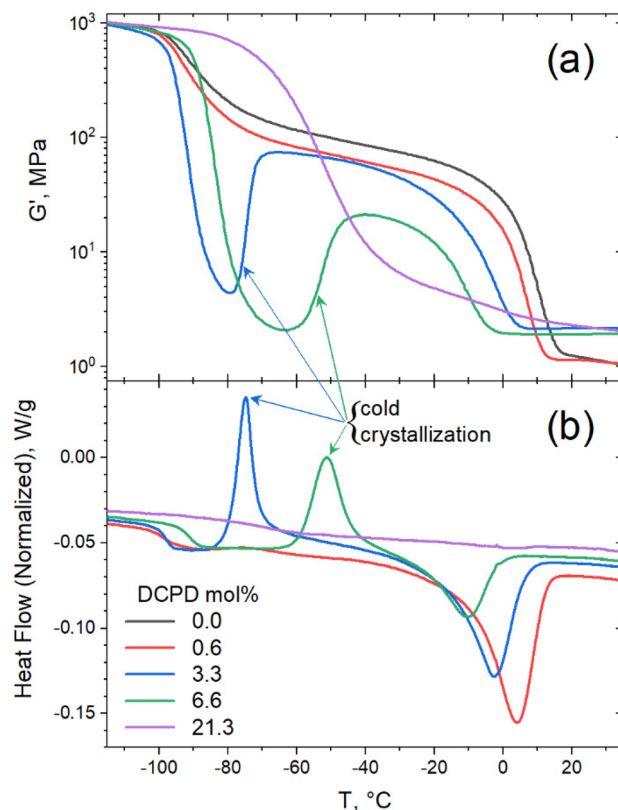 10³
(a)
10²
G', MPa
10¹
10⁰
{cold
crystallization
(b)
0.00
-0.05
Heat Flow (Normalized), W/g
DCPD mol%
0.0
-0.10
0.6
3.3
6.6
-0.15
21.3
-100 -80 -60 -40 -20 0 20
T, °C